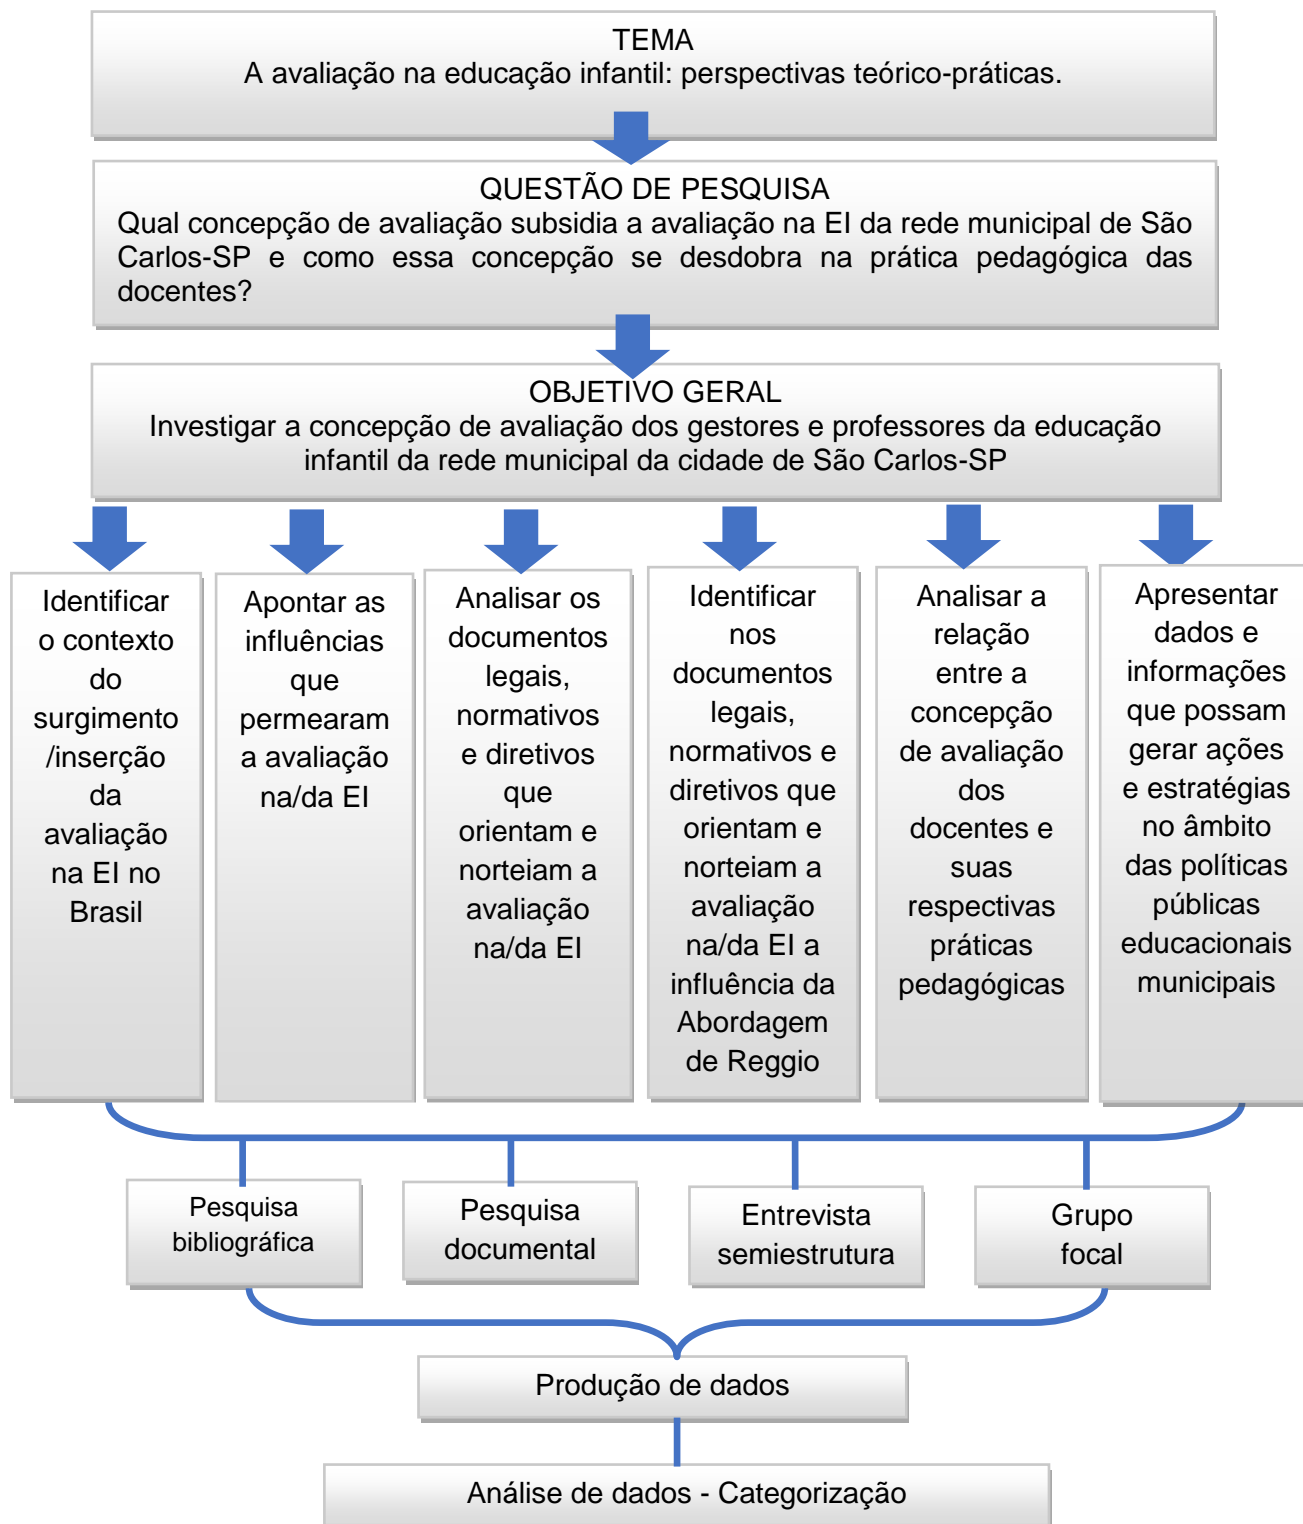 TEMA
A avaliação na educação infantil: perspectivas teórico-práticas.
QUESTÃO DE PESQUISA
Qual concepção de avaliação subsidia a avaliação na EI da rede municipal de São
Carlos-SP e como essa concepção se desdobra na prática pedagógica das
docentes?
OBJETIVO GERAL
Investigar a concepção de avaliação dos gestores e professores da educação
infantil da rede municipal da cidade de São Carlos-SP
Identificar
o contexto
do
surgimento
/inserção
da
avaliação
na EI no
Brasil
Apontar as
influências
que
permearam
a avaliação
na/da EI
Analisar os
documentos
legais,
normativos
e diretivos
que
orientam e
norteiam a
avaliação
na/da EI
Identificar
nos
documentos
legais,
normativos e
diretivos que
orientam e
norteiam a
avaliação
na/da EI a
influência da
Abordagem
de Reggio
Analisar a
relação
entre a
concepção
de avaliação
dos
docentes e
suas
respectivas
práticas
pedagógicas
Apresentar
dados e
informações
que possam
gerar ações
e estratégias
no âmbito
das políticas
públicas
educacionais
municipais
Pesquisa
bibliográfica
Pesquisa
documental
Entrevista
semiestrutura
Grupo
focal
Produção de dados
Análise de dados - Categorização